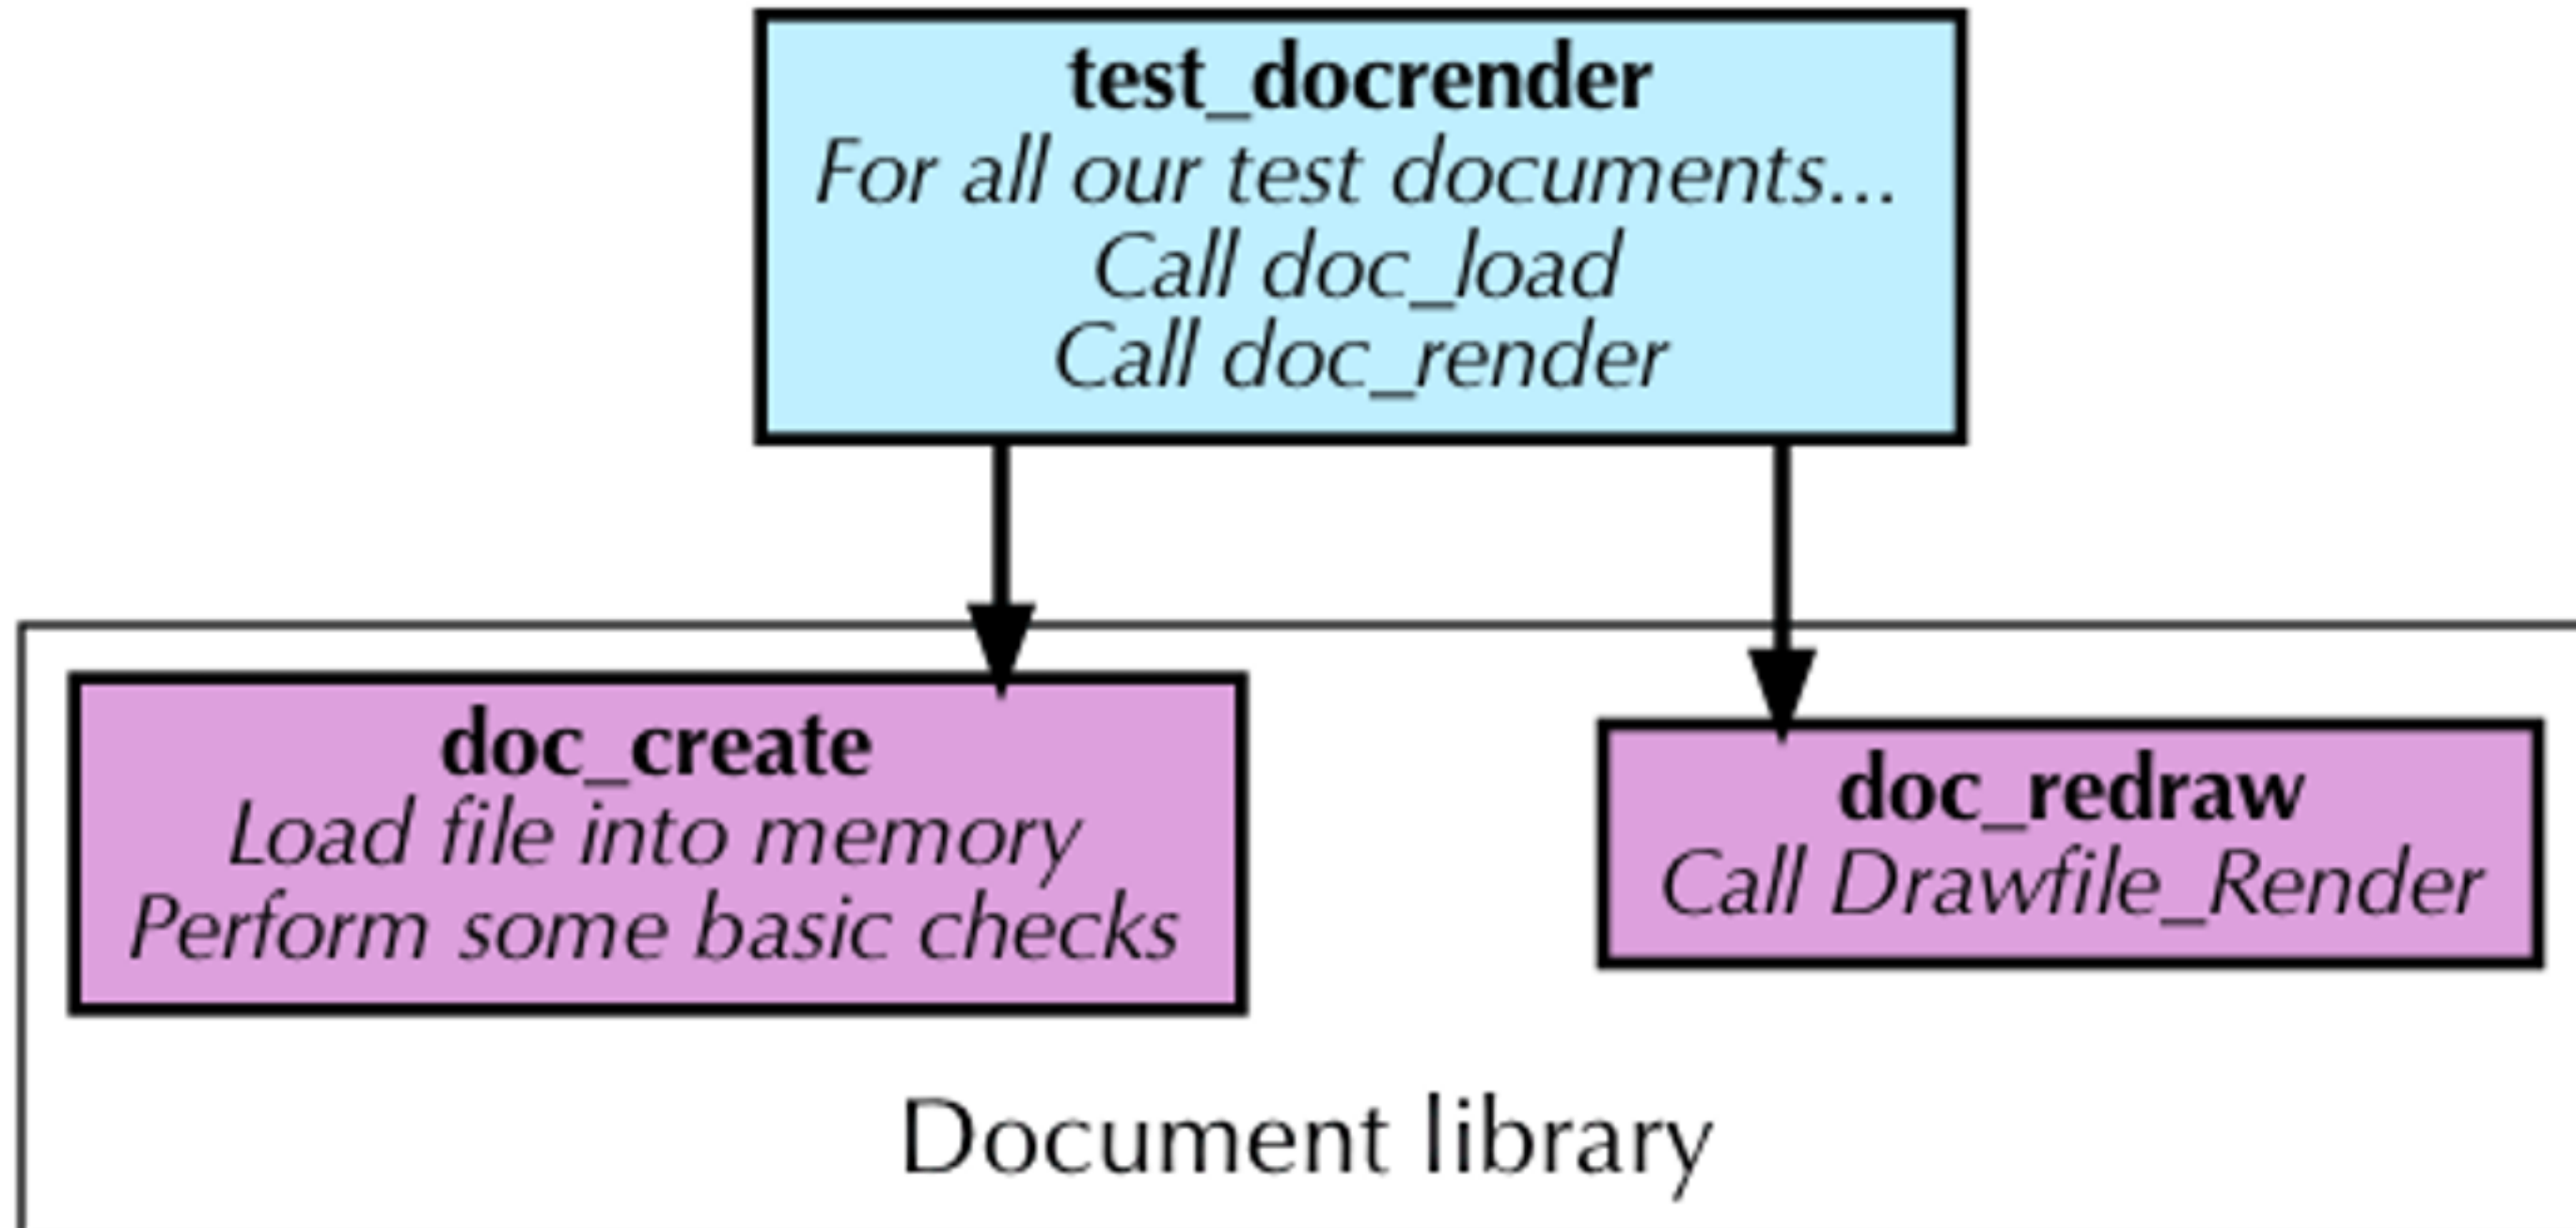 test_docrender
For all our test documents...
Call doc_load
Call doc_render
doc_create
Load file into memory
Perform some basic checks
doc_redraw
Call Drawfile_Render
Document library